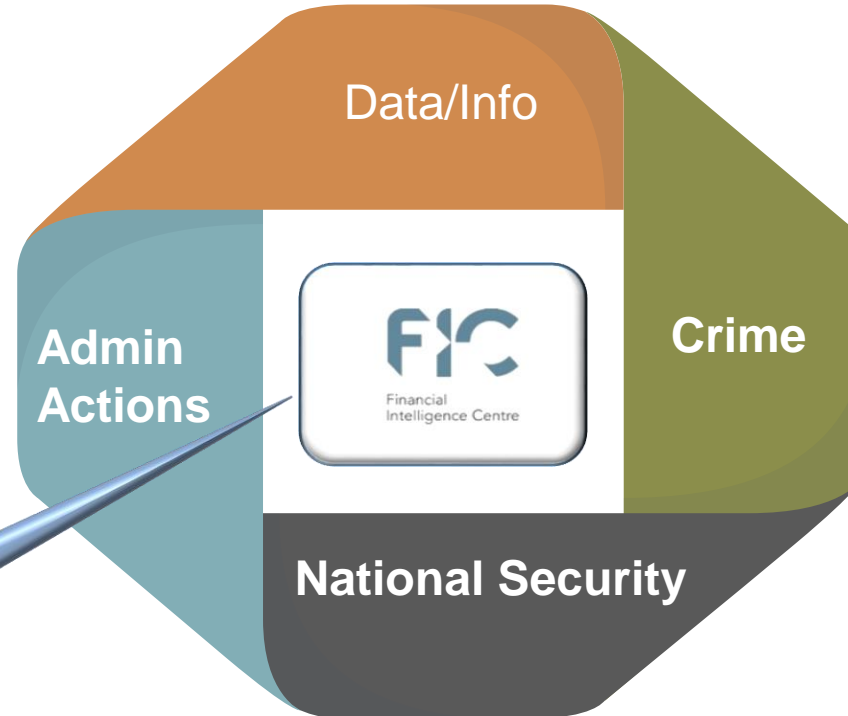 Data/Info
Admin
Actions
FIC
Financial
Intelligence Centre
Crime
National Security